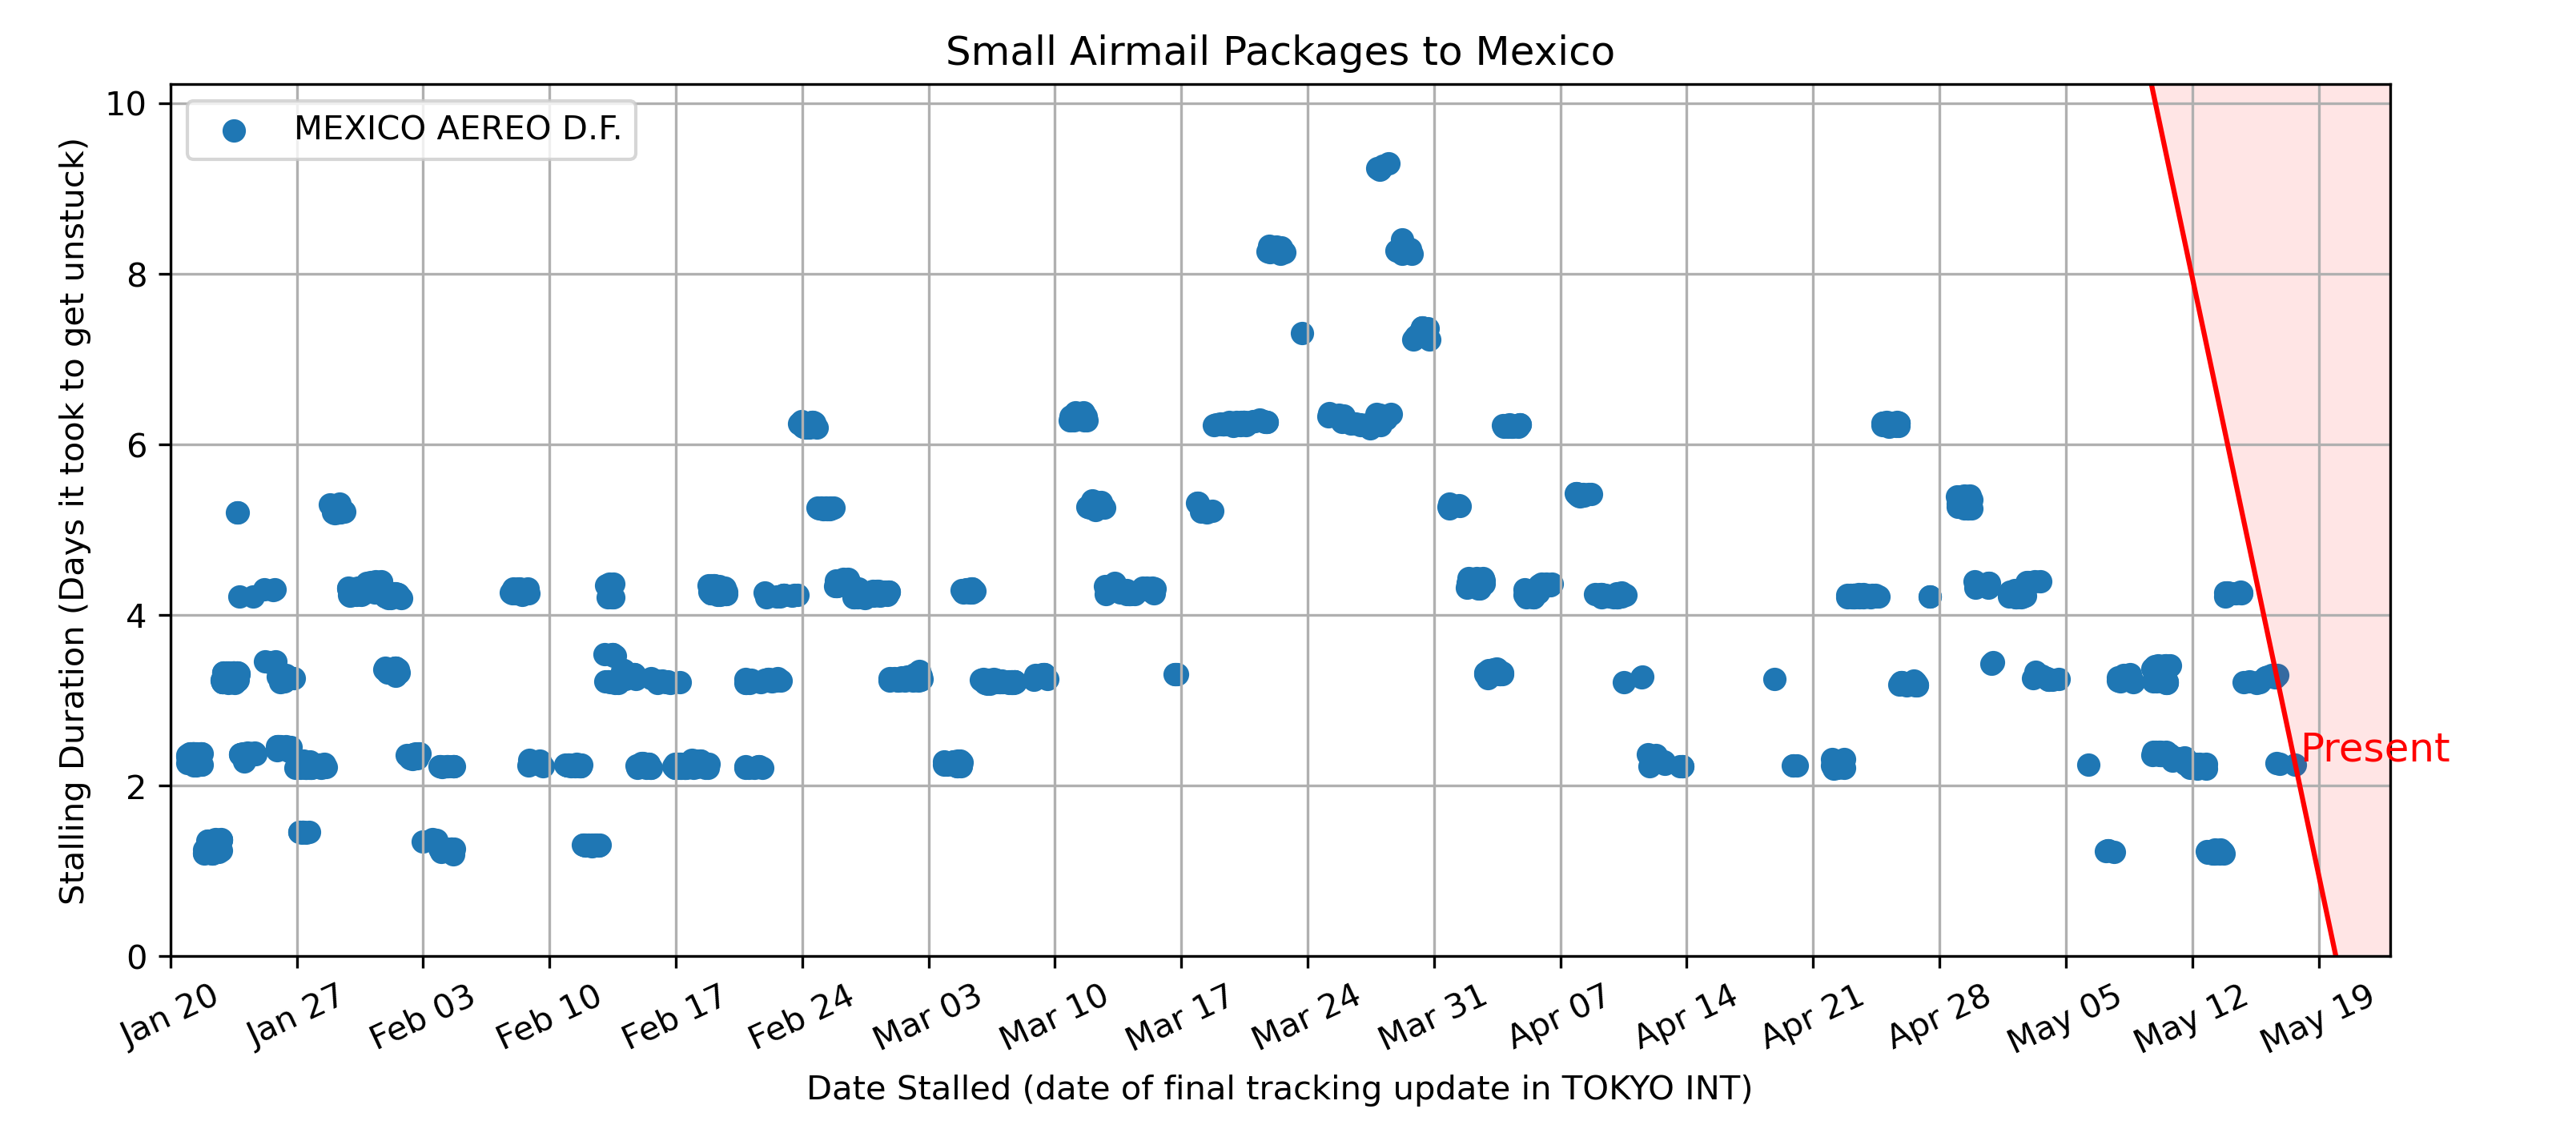 Small Airmail Packages to Mexico
MEXICO AEREO D.F.
Stalling Duration (Days it took to get unstuck)
10
8
6
4
2
0
Present
Jan 20
Jan 27
Feb 03
Feb 10
Feb 17
Feb 24
Mar 03
Mar 10
Mar 17
Mar 24
Mar 31
Apr 07
Apr 14
Apr 21
Apr 28
May 05
May 12
May 19
Date Stalled (date of final tracking update in TOKYO INT)